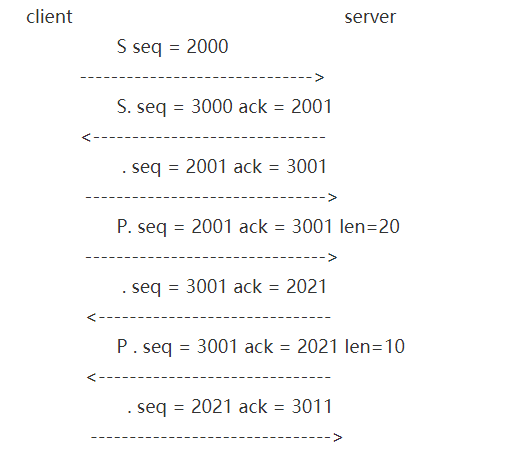 client server
S seq = 2000
------------------------------>
S. seq = 3000 ack = 2001
<------------------------------
. seq = 2001 ack = 3001
------------------------------->
P. seq = 2001 ack = 3001 len=20
------------------------------->
. seq = 3001 ack = 2021
<------------------------------
P . seq = 3001 ack = 2021 len=10
<------------------------------
. seq = 2021 ack = 3011
------------------------------->